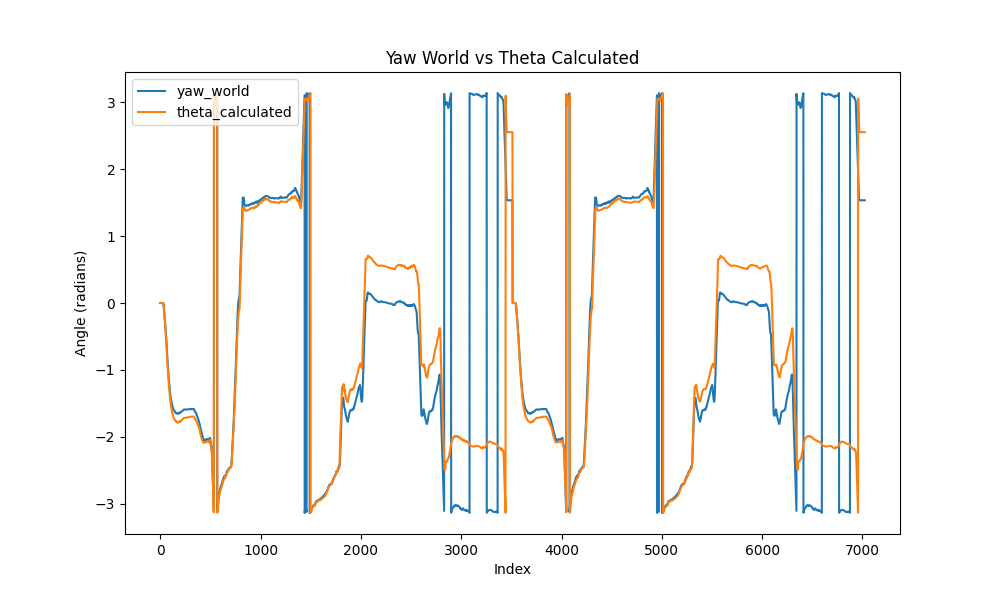 Yaw World vs Theta Calculated
yaw_world
theta_calculated
3
2
1
0
−1
−2
−3
Angle (radians)
0 1000 2000 3000 4000 5000 6000 7000
Index